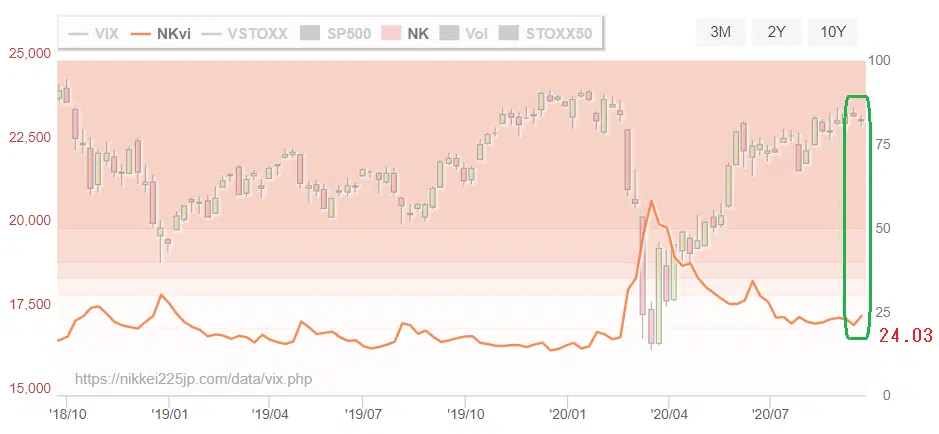 VIX NKvi VSTOXX SP500 NK Vol STOXX50 3M 2Y 10Y
25,000 100
22,500 75
20,000 50
17,500 25
24.03
https://nikkei225jp.com/data/vix.php
15,000 0
'18/10 '19/01 '19/04 '19/07 '19/10 '20/01 '20/04 '20/07